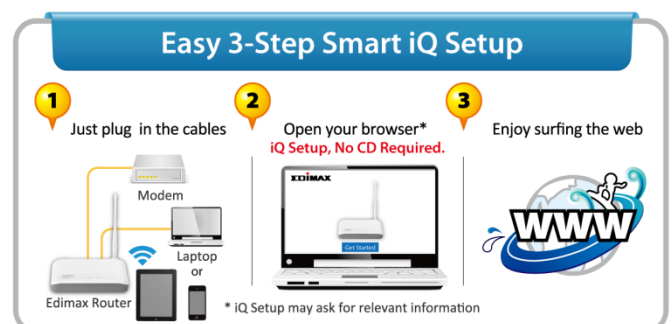 Easy 3-Step Smart iQ Setup
1
Just plug in the cables
Modem
Laptop
or
Edimax Router
2
Open your browser*
iQ Setup, No CD Required.
EDIMAX
Get Started
* iQ Setup may ask for relevant information
3
Enjoy surfing the web
WWW